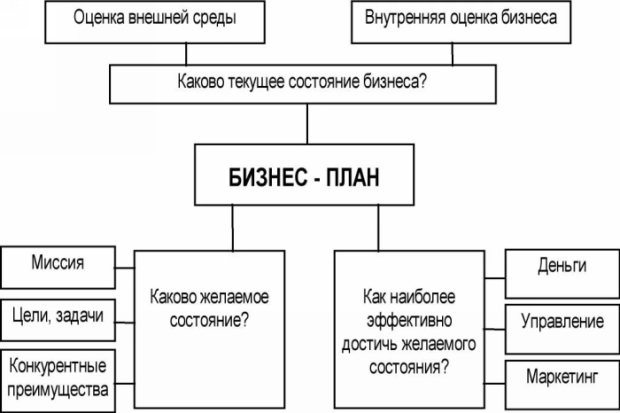 Оценка внешней среды
Внутренняя оценка бизнеса
Каково текущее состояние бизнеса?
БИЗНЕС - ПЛАН
Миссия
Цели, задачи
Конкурентные
преимущества
Каково желаемое
состояние?
Как наиболее
эффективно
достичь желаемого
состояния?
Деньги
Управление
Маркетинг